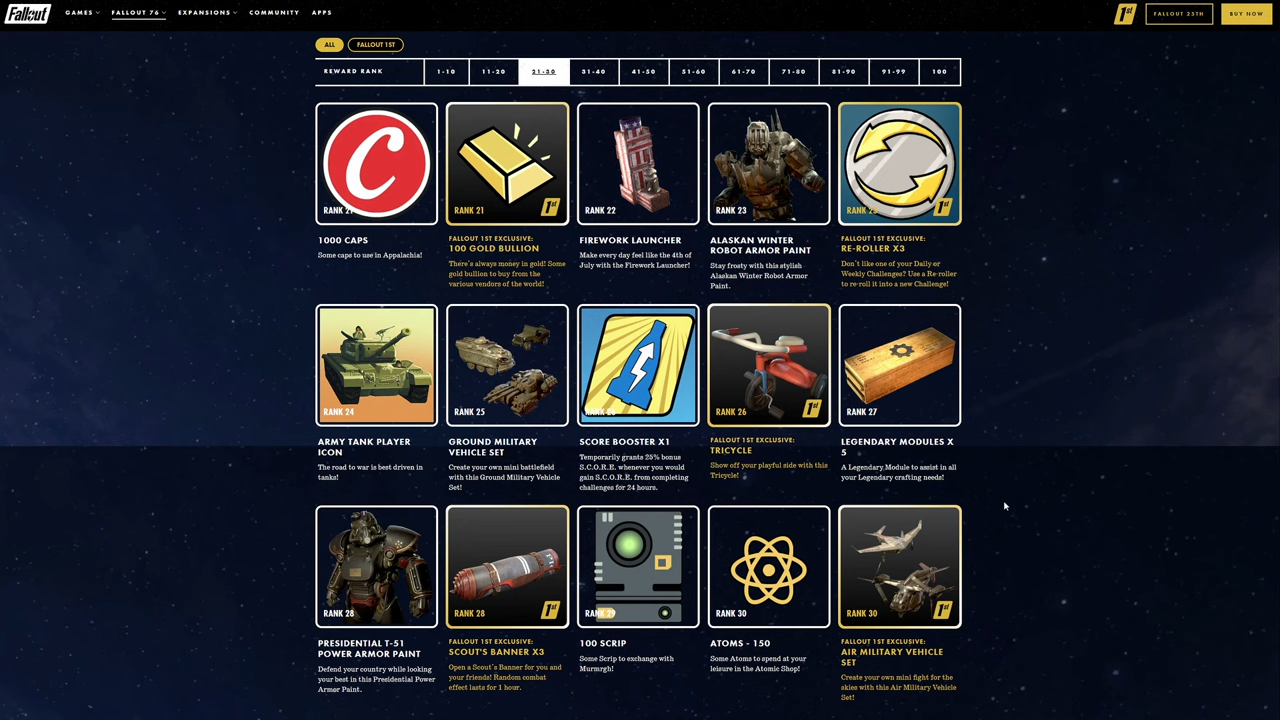 Fallout
GAMES
FALLOUT 76
EXPANSIONS
COMMUNITY
APPS
1st
FALLOUT 25TH
BUY NOW
ALL
FALLOUT 1ST
REWARD RANK
1-10
11-20
21-30
31-40
41-50
51-60
61-70
71-80
81-90
91-99
100
C
RANK 21
RANK 21
1st
RANK 22
RANK 23
RANK 23
1st
1000 CAPS
Some caps to use in Appalachia!
FALLOUT 1ST EXCLUSIVE:
100 GOLD BULLION
There's always money in gold! Some
gold bullion to buy from the
various vendors of the world!
FIREWORK LAUNCHER
Make every day feel like the 4th of
July with the Firework Launcher!
ALASKAN WINTER
ROBOT ARMOR PAINT
Stay frosty with this stylish
Alaskan Winter Robot Armor
Paint.
FALLOUT 1ST EXCLUSIVE:
RE-ROLLER X3
Don't like one of your Daily or
Weekly Challenges? Use a Re-roller
to re-roll it into a new Challenge!
RANK 24
RANK 25
RANK 26
1st
RANK 27
ARMY TANK PLAYER
ICON
The road to war is best driven in
tanks!
GROUND MILITARY
VEHICLE SET
Create your own mini battlefield
with this Ground Military Vehicle
Set!
SCORE BOOSTER X1
Temporarily grants 25% bonus
S.C.O.R.E. whenever you would
gain S.C.O.R.E. from completing
challenges for 24 hours.
FALLOUT 1ST EXCLUSIVE:
TRICYCLE
Show off your playful side with this
Tricycle!
LEGENDARY MODULES X
5
A Legendary Module to assist in all
your Legendary crafting needs!
RANK 28
RANK 28
1st
RANK 29
RANK 30
RANK 30
1st
PRESIDENTIAL T-51
POWER ARMOR PAINT
Defend your country while looking
your best in this Presidential Power
Armor Paint.
FALLOUT 1ST EXCLUSIVE:
SCOUT'S BANNER X3
Open a Scout's Banner for you and
your friends! Random combat
effect lasts for 1 hour.
100 SCRIP
Some Scrip to exchange with
Murmrgh!
ATOMS - 150
Some Atoms to spend at your
leisure in the Atomic Shop!
FALLOUT 1ST EXCLUSIVE:
AIR MILITARY VEHICLE
SET
Create your own mini fight for the
skies with this Air Military Vehicle
Set!